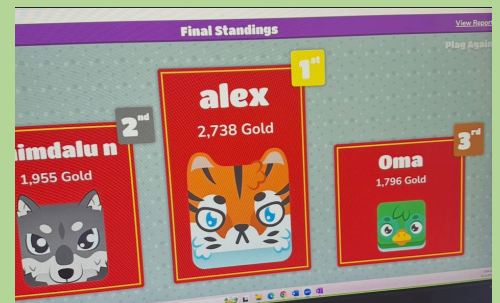 Final Standings
View Report
Play Again
1st
alex
2,738 Gold
2nd
imdalu n
1,955 Gold
3rd
Oma
1,796 Gold